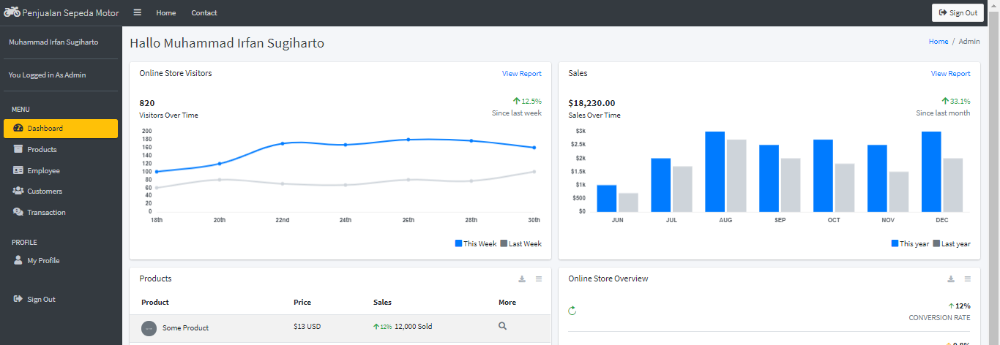 Penjualan Sepeda Motor
Home Contact
Sign Out
Muhammad Irfan Sugiharto
You Logged in As Admin
MENU
Dashboard
Products
Employee
Customers
Transaction
PROFILE
My Profile
Sign Out
Hallo Muhammad Irfan Sugiharto
Home / Admin
Online Store Visitors
View Report
820
12.5%
Visitors Over Time
Since last week
200
180
160
140
120
100
80
60
40
20
0
18th 20th 22nd 24th 26th 28th 30th
This Week Last Week
Sales
View Report
$18,230.00
33.1%
Sales Over Time
Since last month
$3k
$2.5k
$2k
$1.5k
$1k
$500
$0
JUN JUL AUG SEP OCT NOV DEC
This year Last year
Products
Product Price Sales More
Some Product $13 USD 12% 12,000 Sold
Online Store Overview
12%
CONVERSION RATE